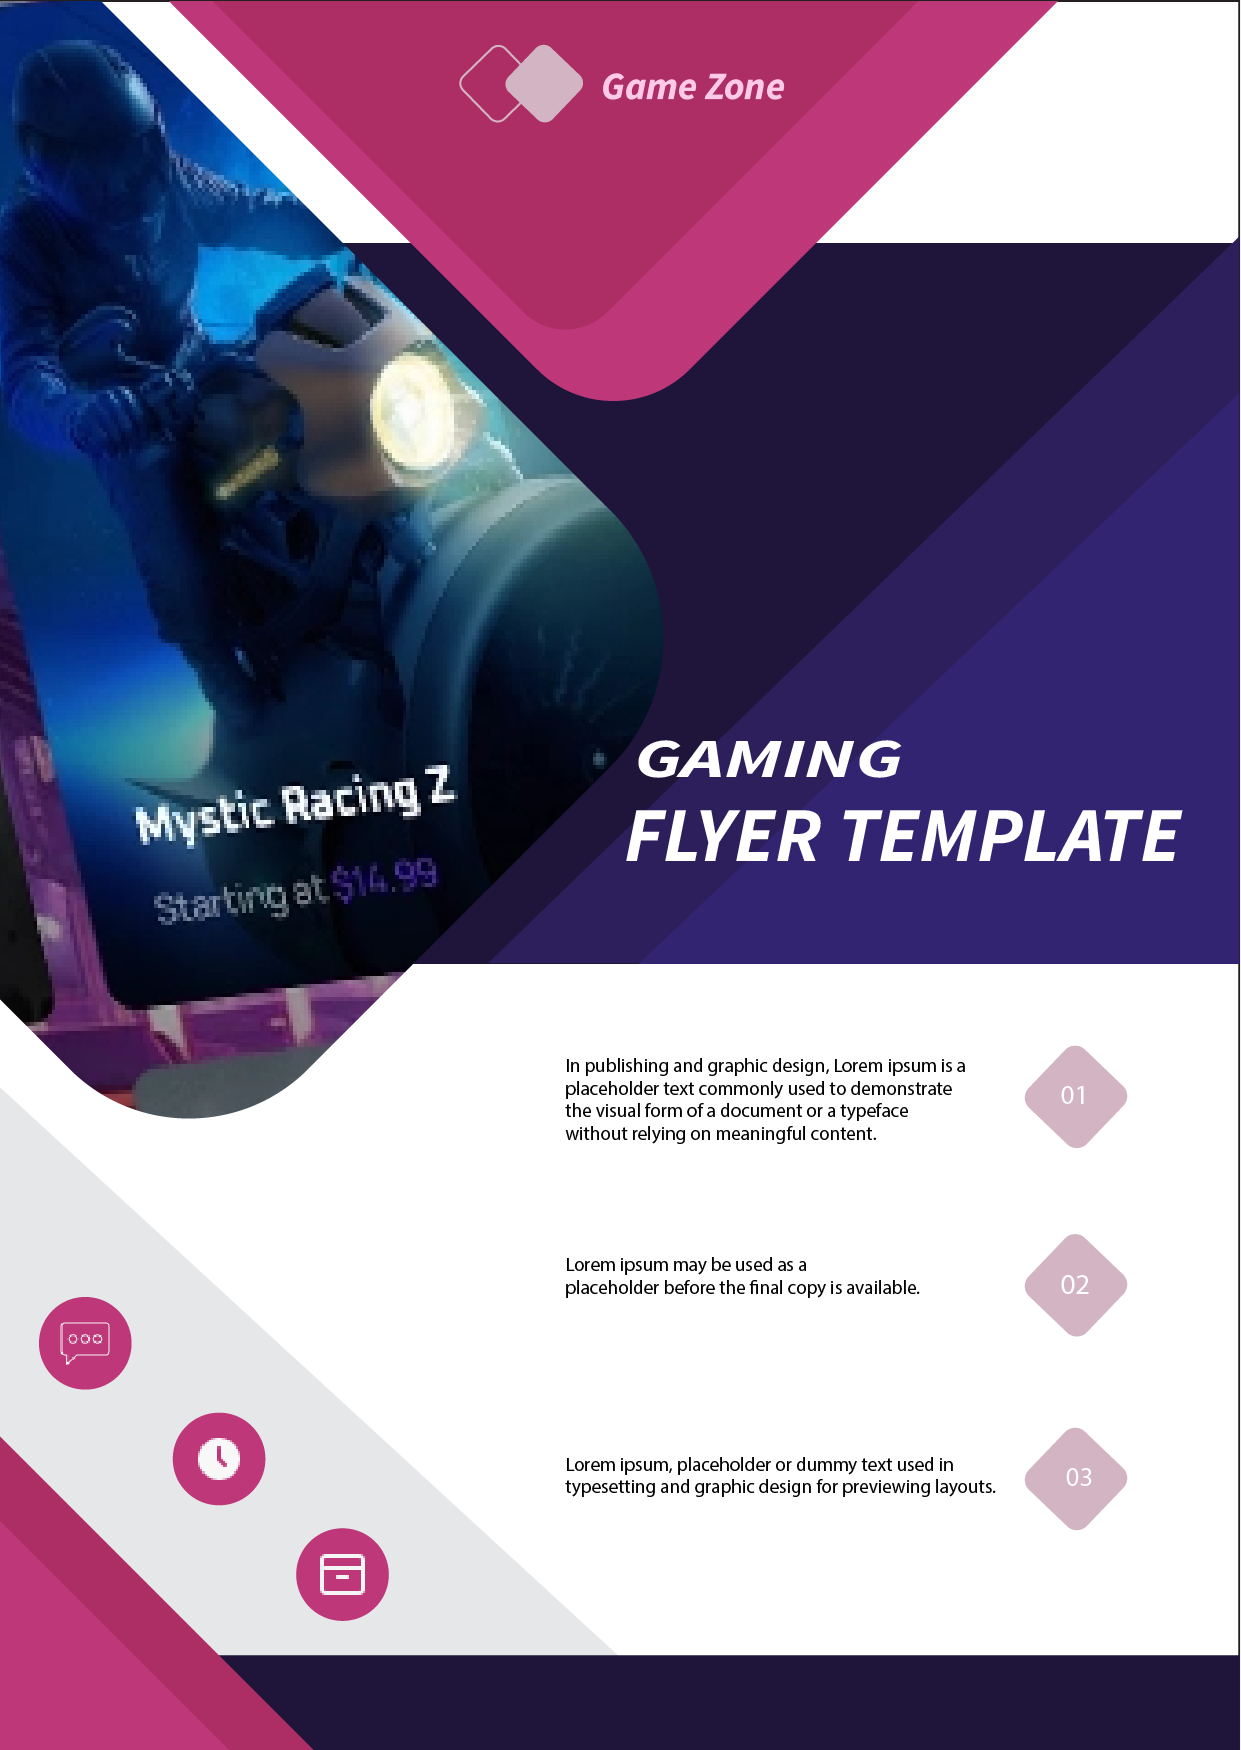 Game Zone
Mystic Racing Z
Starting at $14.99
GAMING
FLYER TEMPLATE
In publishing and graphic design, Lorem ipsum is a
placeholder text commonly used to demonstrate
the visual form of a document or a typeface
without relying on meaningful content.
01
Lorem ipsum may be used as a
placeholder before the final copy is available.
02
Lorem ipsum, placeholder or dummy text used in
typesetting and graphic design for previewing layouts.
03